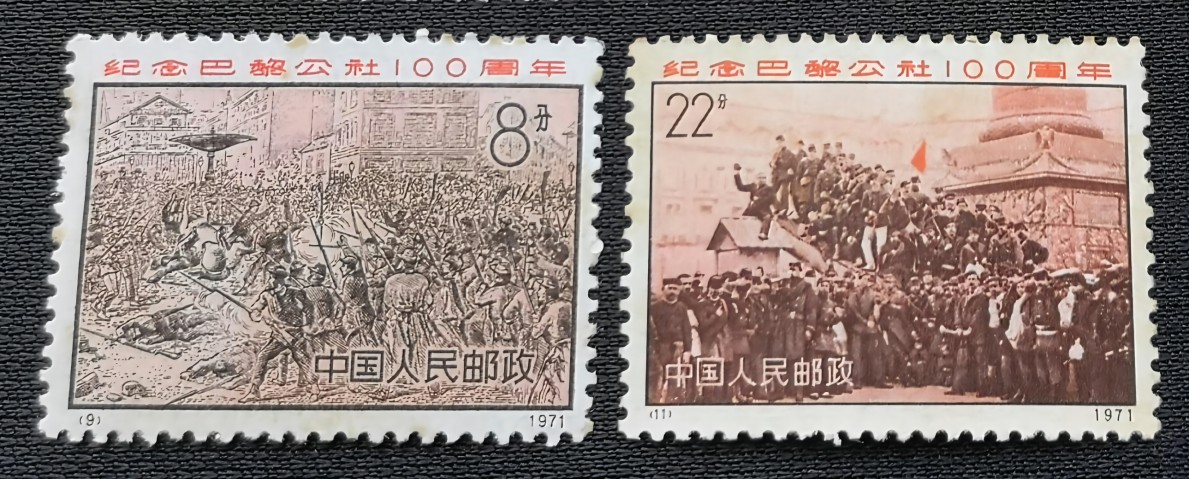 纪念巴黎公社100周年
8分
中国人民邮政
(9) 1971
纪念巴黎公社100周年
22分
中国人民邮政
(11) 1971